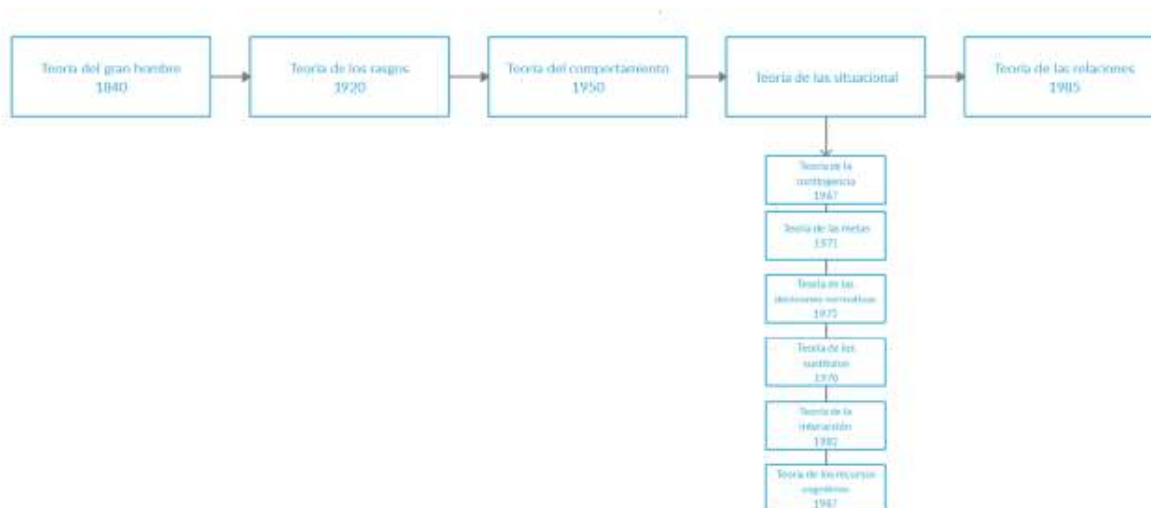 Teoría del gran hombre
1840
Teoría de los rasgos
1920
Teoría del comportamiento
1950
Teoría de las situacional
Teoría de las relaciones
1985
Teoría de la
contingencia
1967
Teoría de las metas
1971
Teoría de las
decisiones normativas
Teoría de los
sustitutos
Teoría de la
interacción
Teoría de los recursos
cognitivos
1987